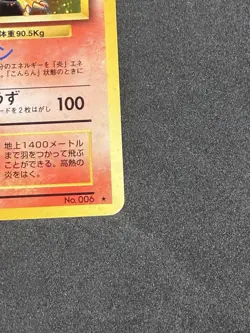 体重90.5Kg
ン
分のエネルギーを「炎」エネ
。「こんらん」状態のときに
うず 100
ードを2枚はがし
地上1400メートル
まで羽をつかって飛ぶ
ことができる。高熱の
炎をはく。
No. 006 ★